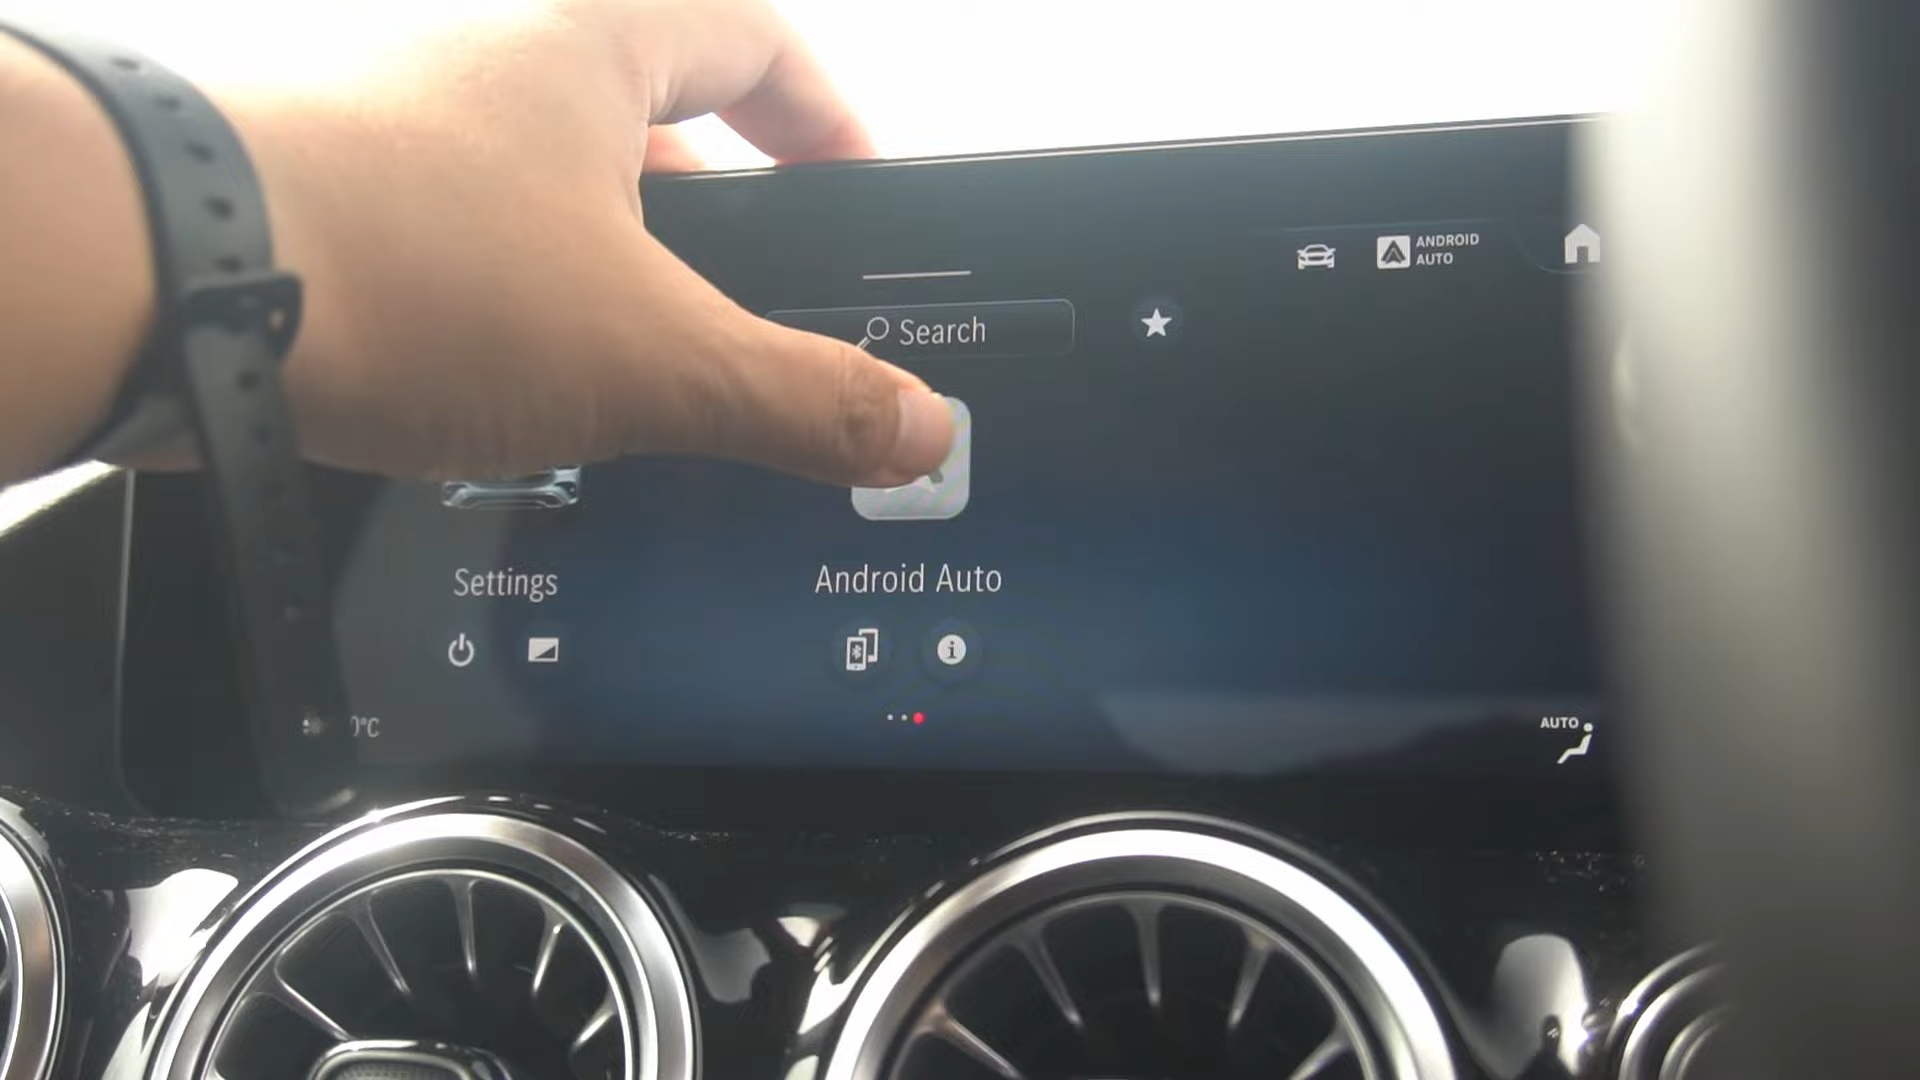 ANDROID
AUTO
Search
Settings
Android Auto
0°C
AUTO